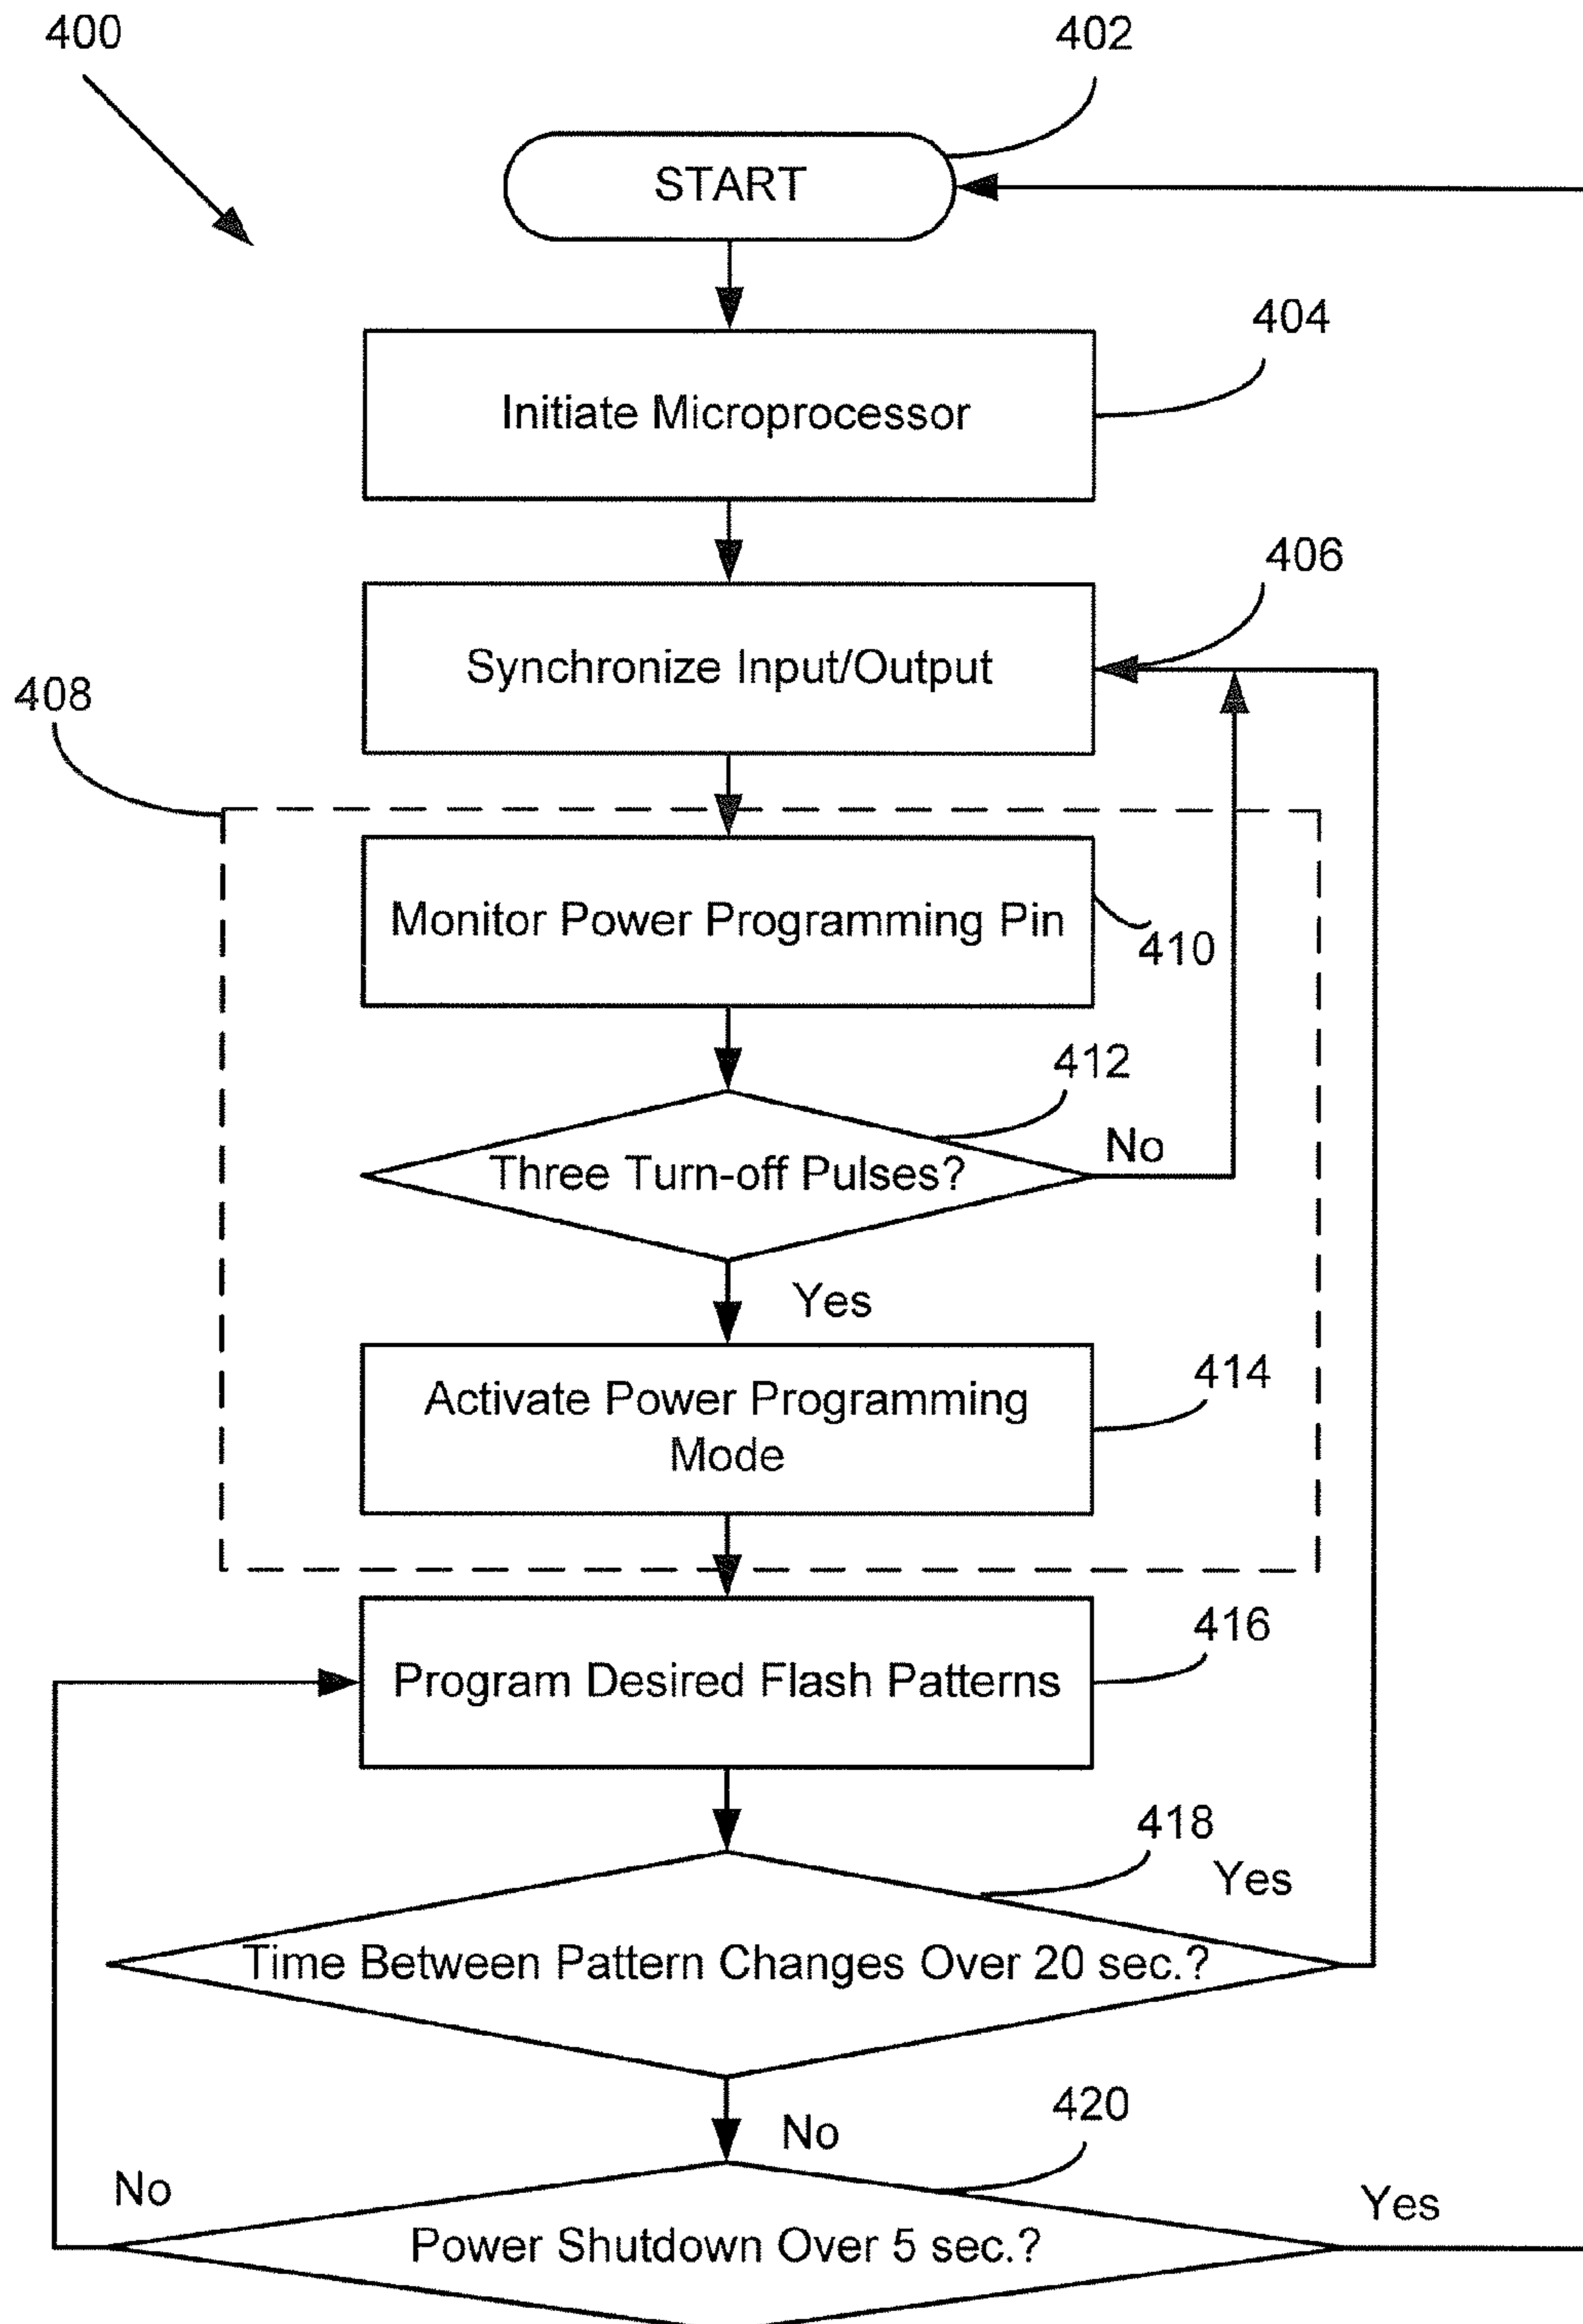 400
402
START
404
Initiate Microprocessor
406
Synchronize Input/Output
408
Monitor Power Programming Pin
410
412
Three Turn-off Pulses?
No
Yes
Activate Power Programming
Mode
414
416
Program Desired Flash Patterns
418
Yes
Time Between Pattern Changes Over 20 sec.?
No
420
No
Yes
Power Shutdown Over 5 sec.?